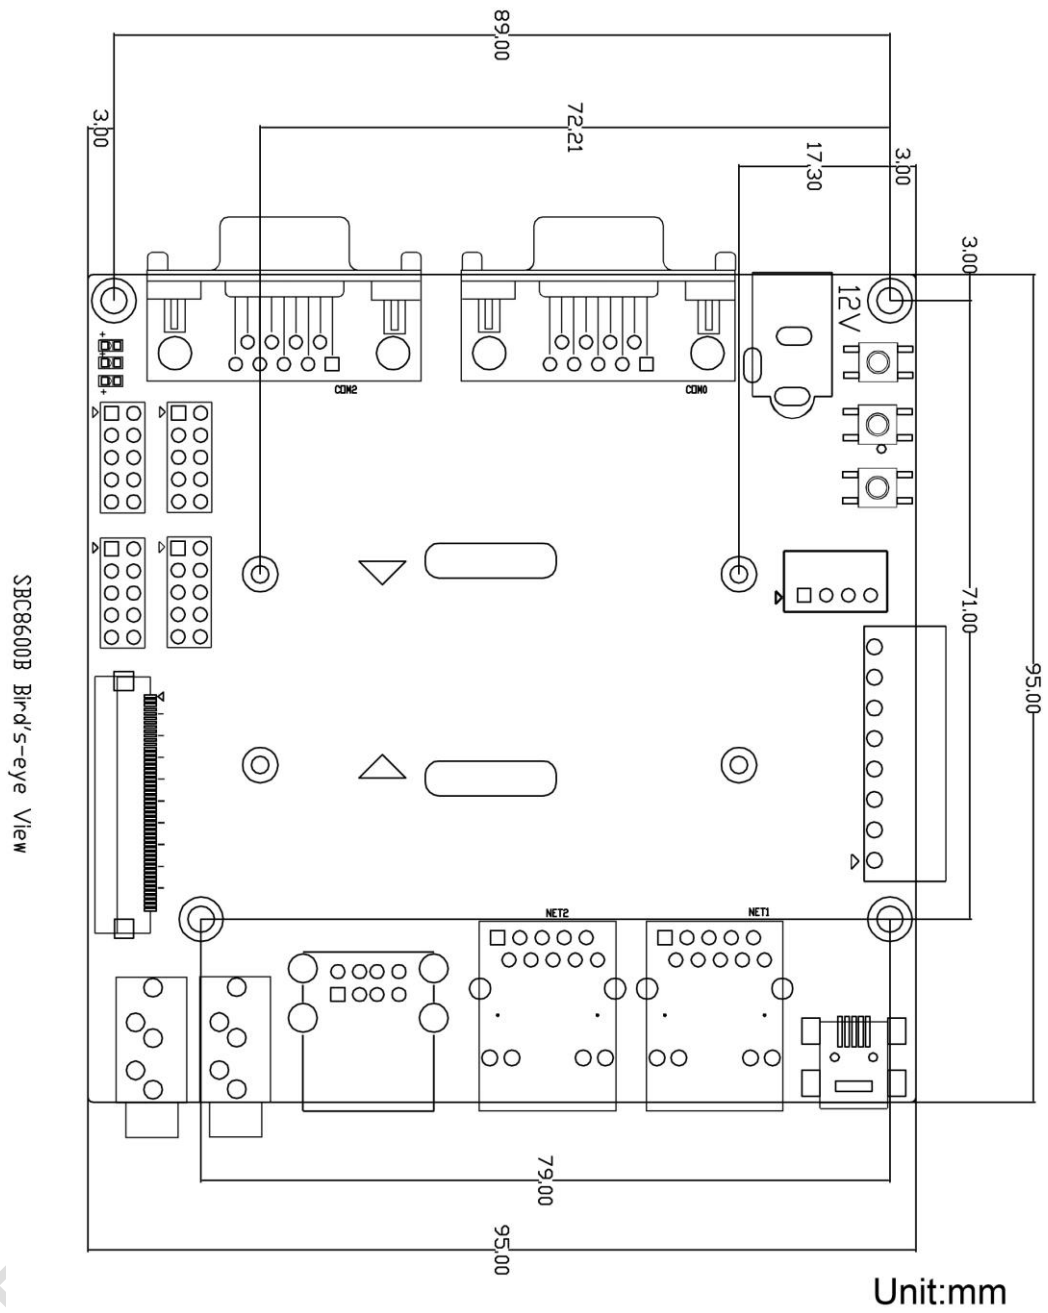 89,00
72,21
3,00
17,30
3,00
3,00
12V
COM2
COM0
71,00
95,00
SBC8600B Bird's-eye View
NET2
NET1
79,00
95,00
Unit:mm